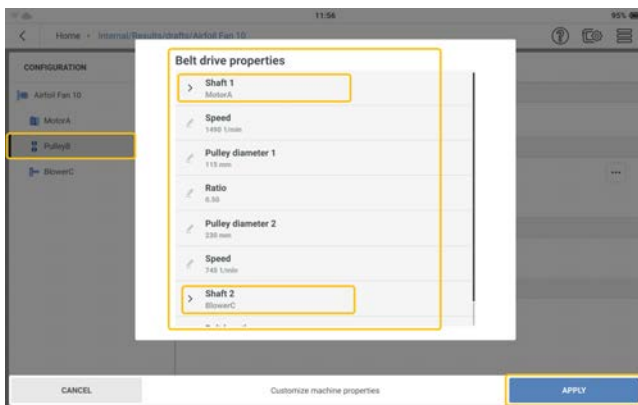 11:56
95%
Home • Internal/Results/drafts/Airfoil Fan 10
CONFIGURATION
Airfoil Fan 10
MotorA
PulleyB
BlowerC
Belt drive properties
Shaft 1
MotorA
Speed
1490 1/min
Pulley diameter 1
115 mm
Ratio
0.50
Pulley diameter 2
230 mm
Speed
745 1/min
Shaft 2
BlowerC
CANCEL
Customize machine properties
APPLY